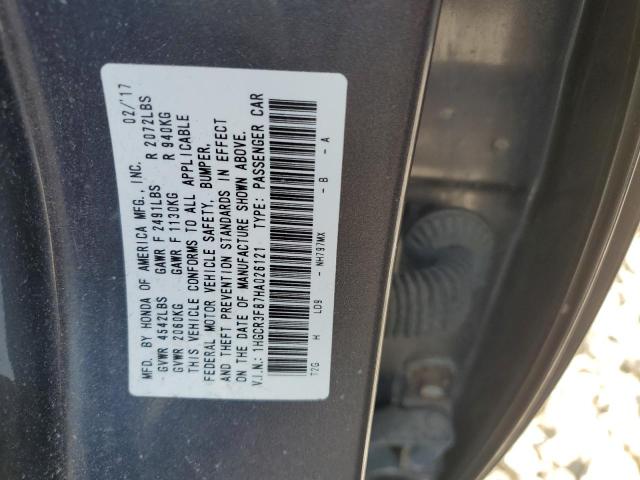 MFD. BY HONDA OF AMERICA MFG., INC. 02/'17
GVWR 4542LBS GAWR F 2491LBS R 2072LBS
GVWR 2060KG GAWR F 1130KG R 940KG
THIS VEHICLE CONFORMS TO ALL APPLICABLE
FEDERAL MOTOR VEHICLE SAFETY, BUMPER,
AND THEFT PREVENTION STANDARDS IN EFFECT
ON THE DATE OF MANUFACTURE SHOWN ABOVE.
V.I.N.: 1HGCR3F87HA026121 TYPE: PASSENGER CAR
T2G H L09 - NH797MX - B - A